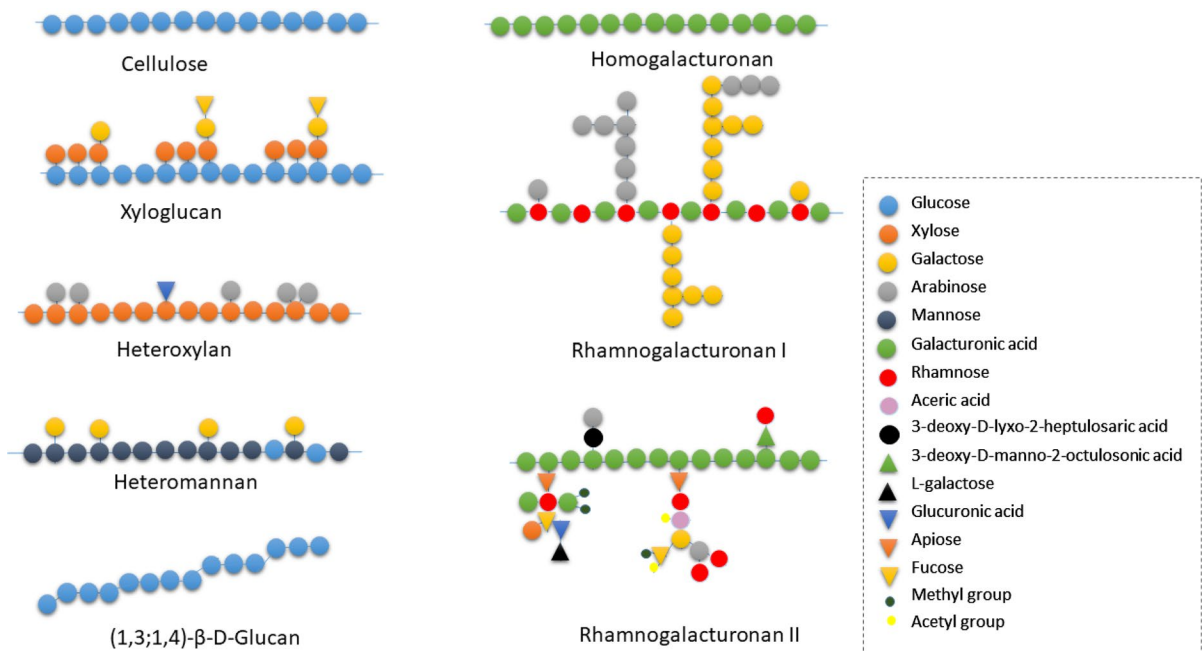 Cellulose
Xyloglucan
Heteroxylan
Heteromannan
(1,3;1,4)-β-D-Glucan
Homogalacturonan
Rhamnogalacturonan I
Rhamnogalacturonan II
Glucose
Xylose
Galactose
Arabinose
Mannose
Galacturonic acid
Rhamnose
Aceric acid
3-deoxy-D-lyxo-2-heptulosaric acid
3-deoxy-D-manno-2-octulosonic acid
L-galactose
Glucuronic acid
Apiose
Fucose
Methyl group
Acetyl group